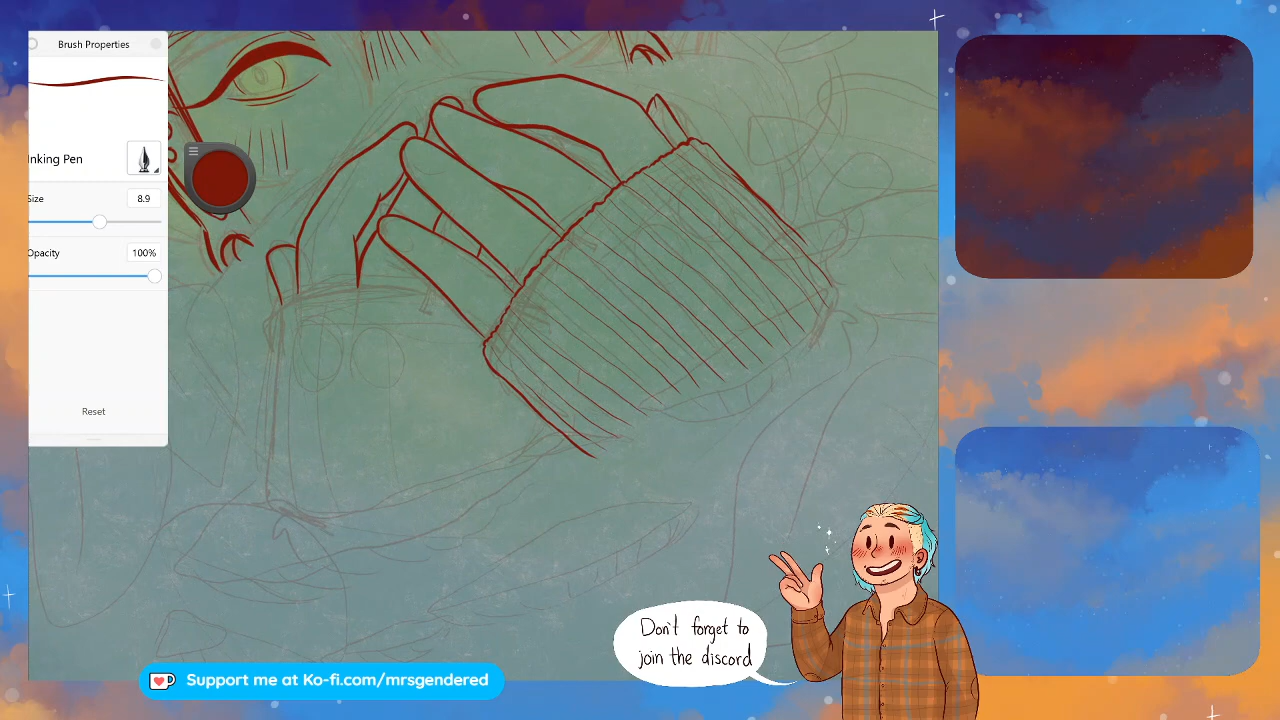 Brush Properties
nking Pen
Size
8.9
Opacity
100%
Reset
Don't forget to
join the discord
Support me at Ko-fi.com/mrsgendered